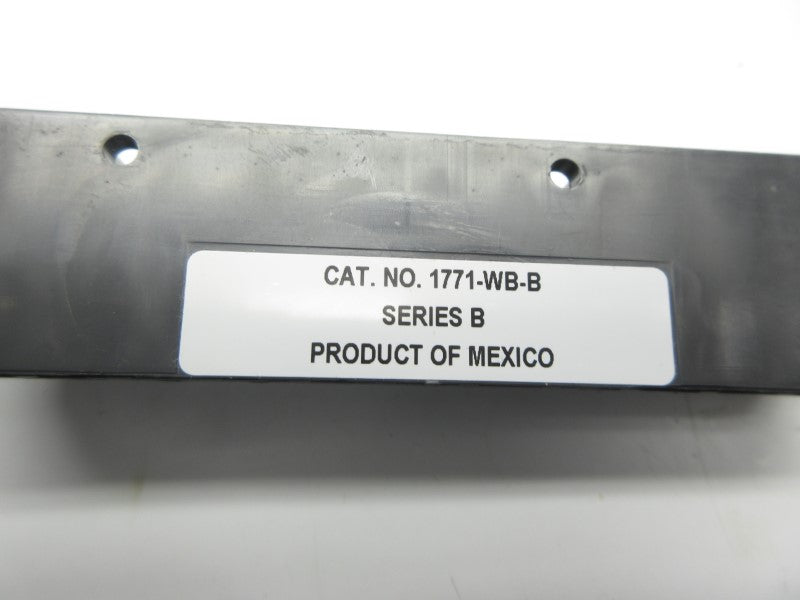 CAT. NO. 1771-WB-B
SERIES B
PRODUCT OF MEXICO